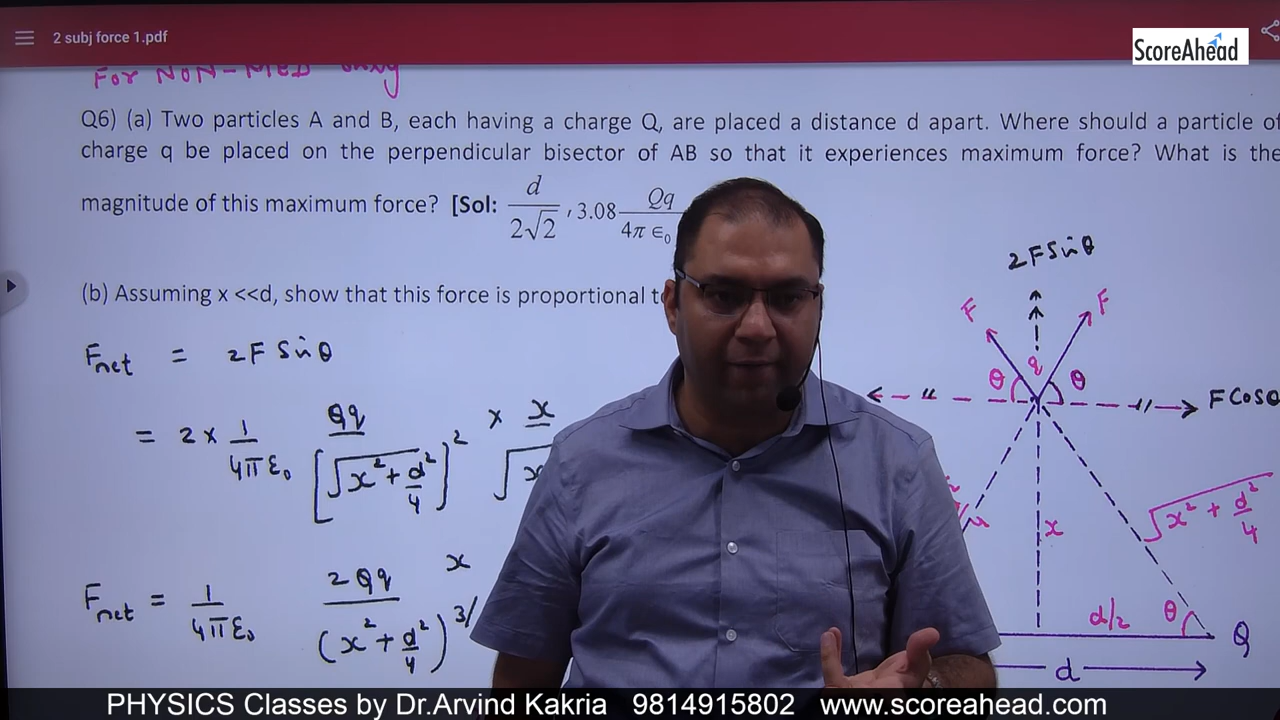 2 subj force 1.pdf
ScoreAhead
For NON-MED only
Q6) (a) Two particles A and B, each having a charge Q, are placed a distance d apart. Where should a particle of
charge q be placed on the perpendicular bisector of AB so that it experiences maximum force? What is the
magnitude of this maximum force? [Sol: d/2√2 , 3.08 Qq/4π ∈₀
(b) Assuming x <<d, show that this force is proportional to
2F Sinθ
F F
q
θ θ
F Cosθ
Fnet = 2F Sinθ
= 2 × 1/4πε₀ Qq/[√x² + d²/4]² × x/√x
√x² + d²/4
x
Fnet = 1/4πε₀ 2Qq x/(x² + d²/4)^3/
d/2 θ Q
d
PHYSICS Classes by Dr.Arvind Kakria 9814915802 www.scoreahead.com